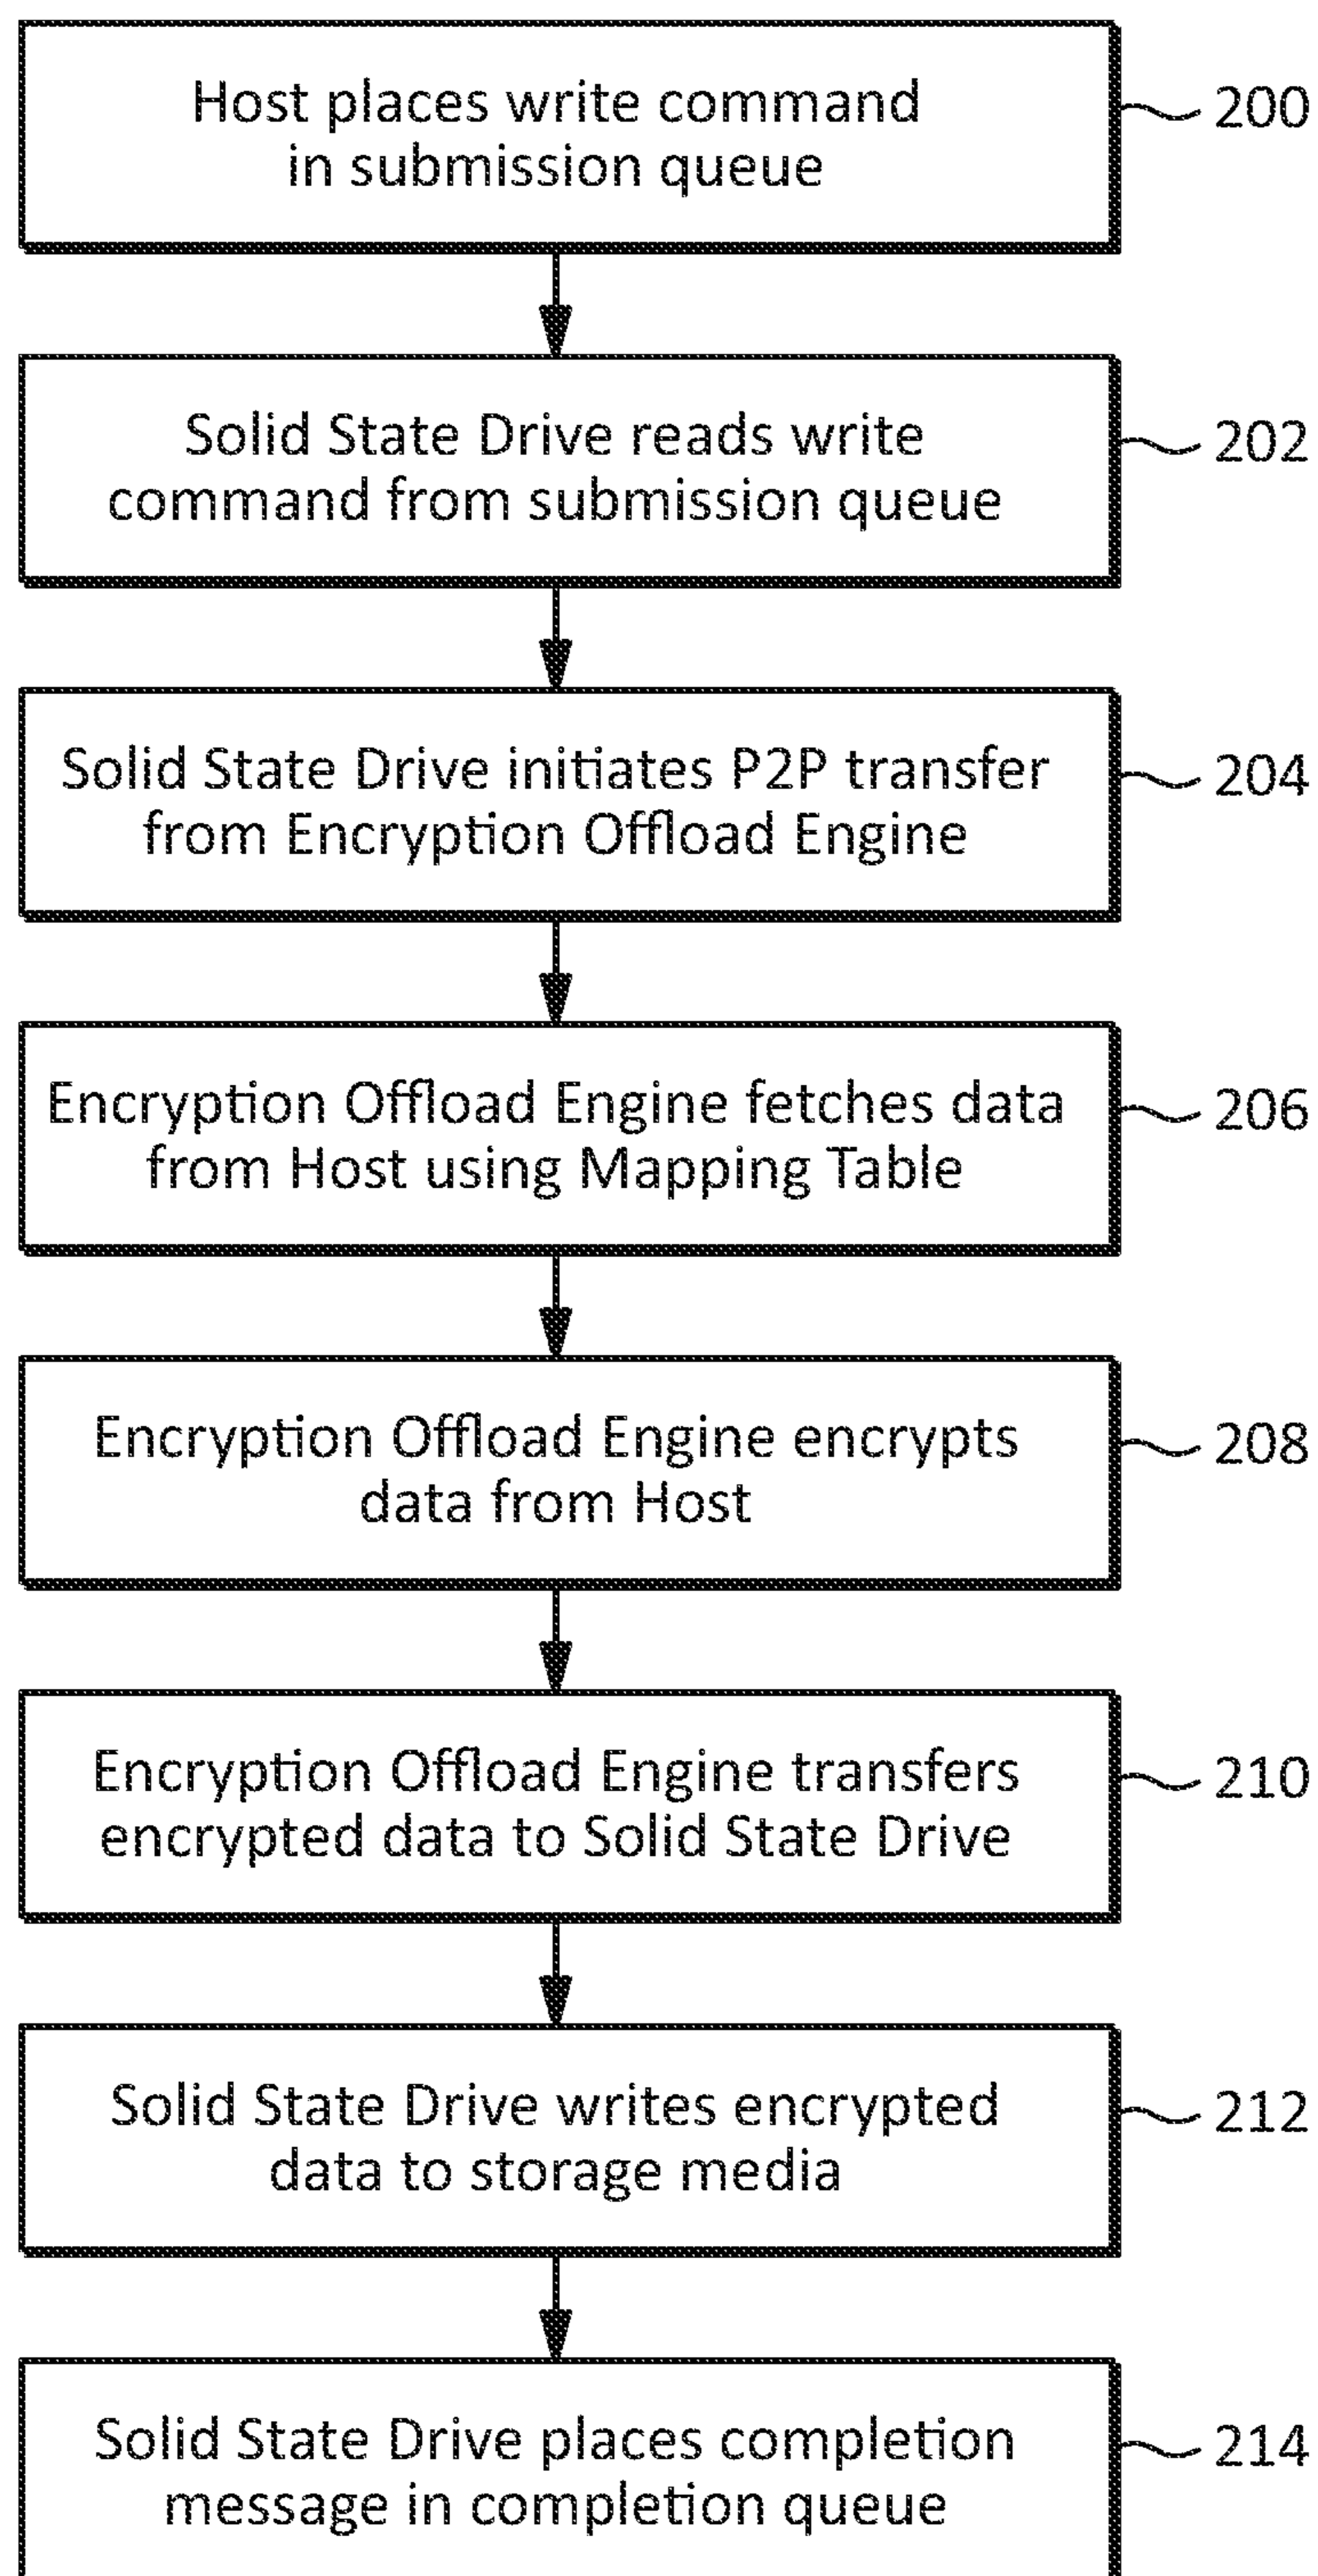 Host places write command
in submission queue
200
Solid State Drive reads write
command from submission queue
202
Solid State Drive initiates P2P transfer
from Encryption Offload Engine
204
Encryption Offload Engine fetches data
from Host using Mapping Table
206
Encryption Offload Engine encrypts
data from Host
208
Encryption Offload Engine transfers
encrypted data to Solid State Drive
210
Solid State Drive writes encrypted
data to storage media
212
Solid State Drive places completion
message in completion queue
214